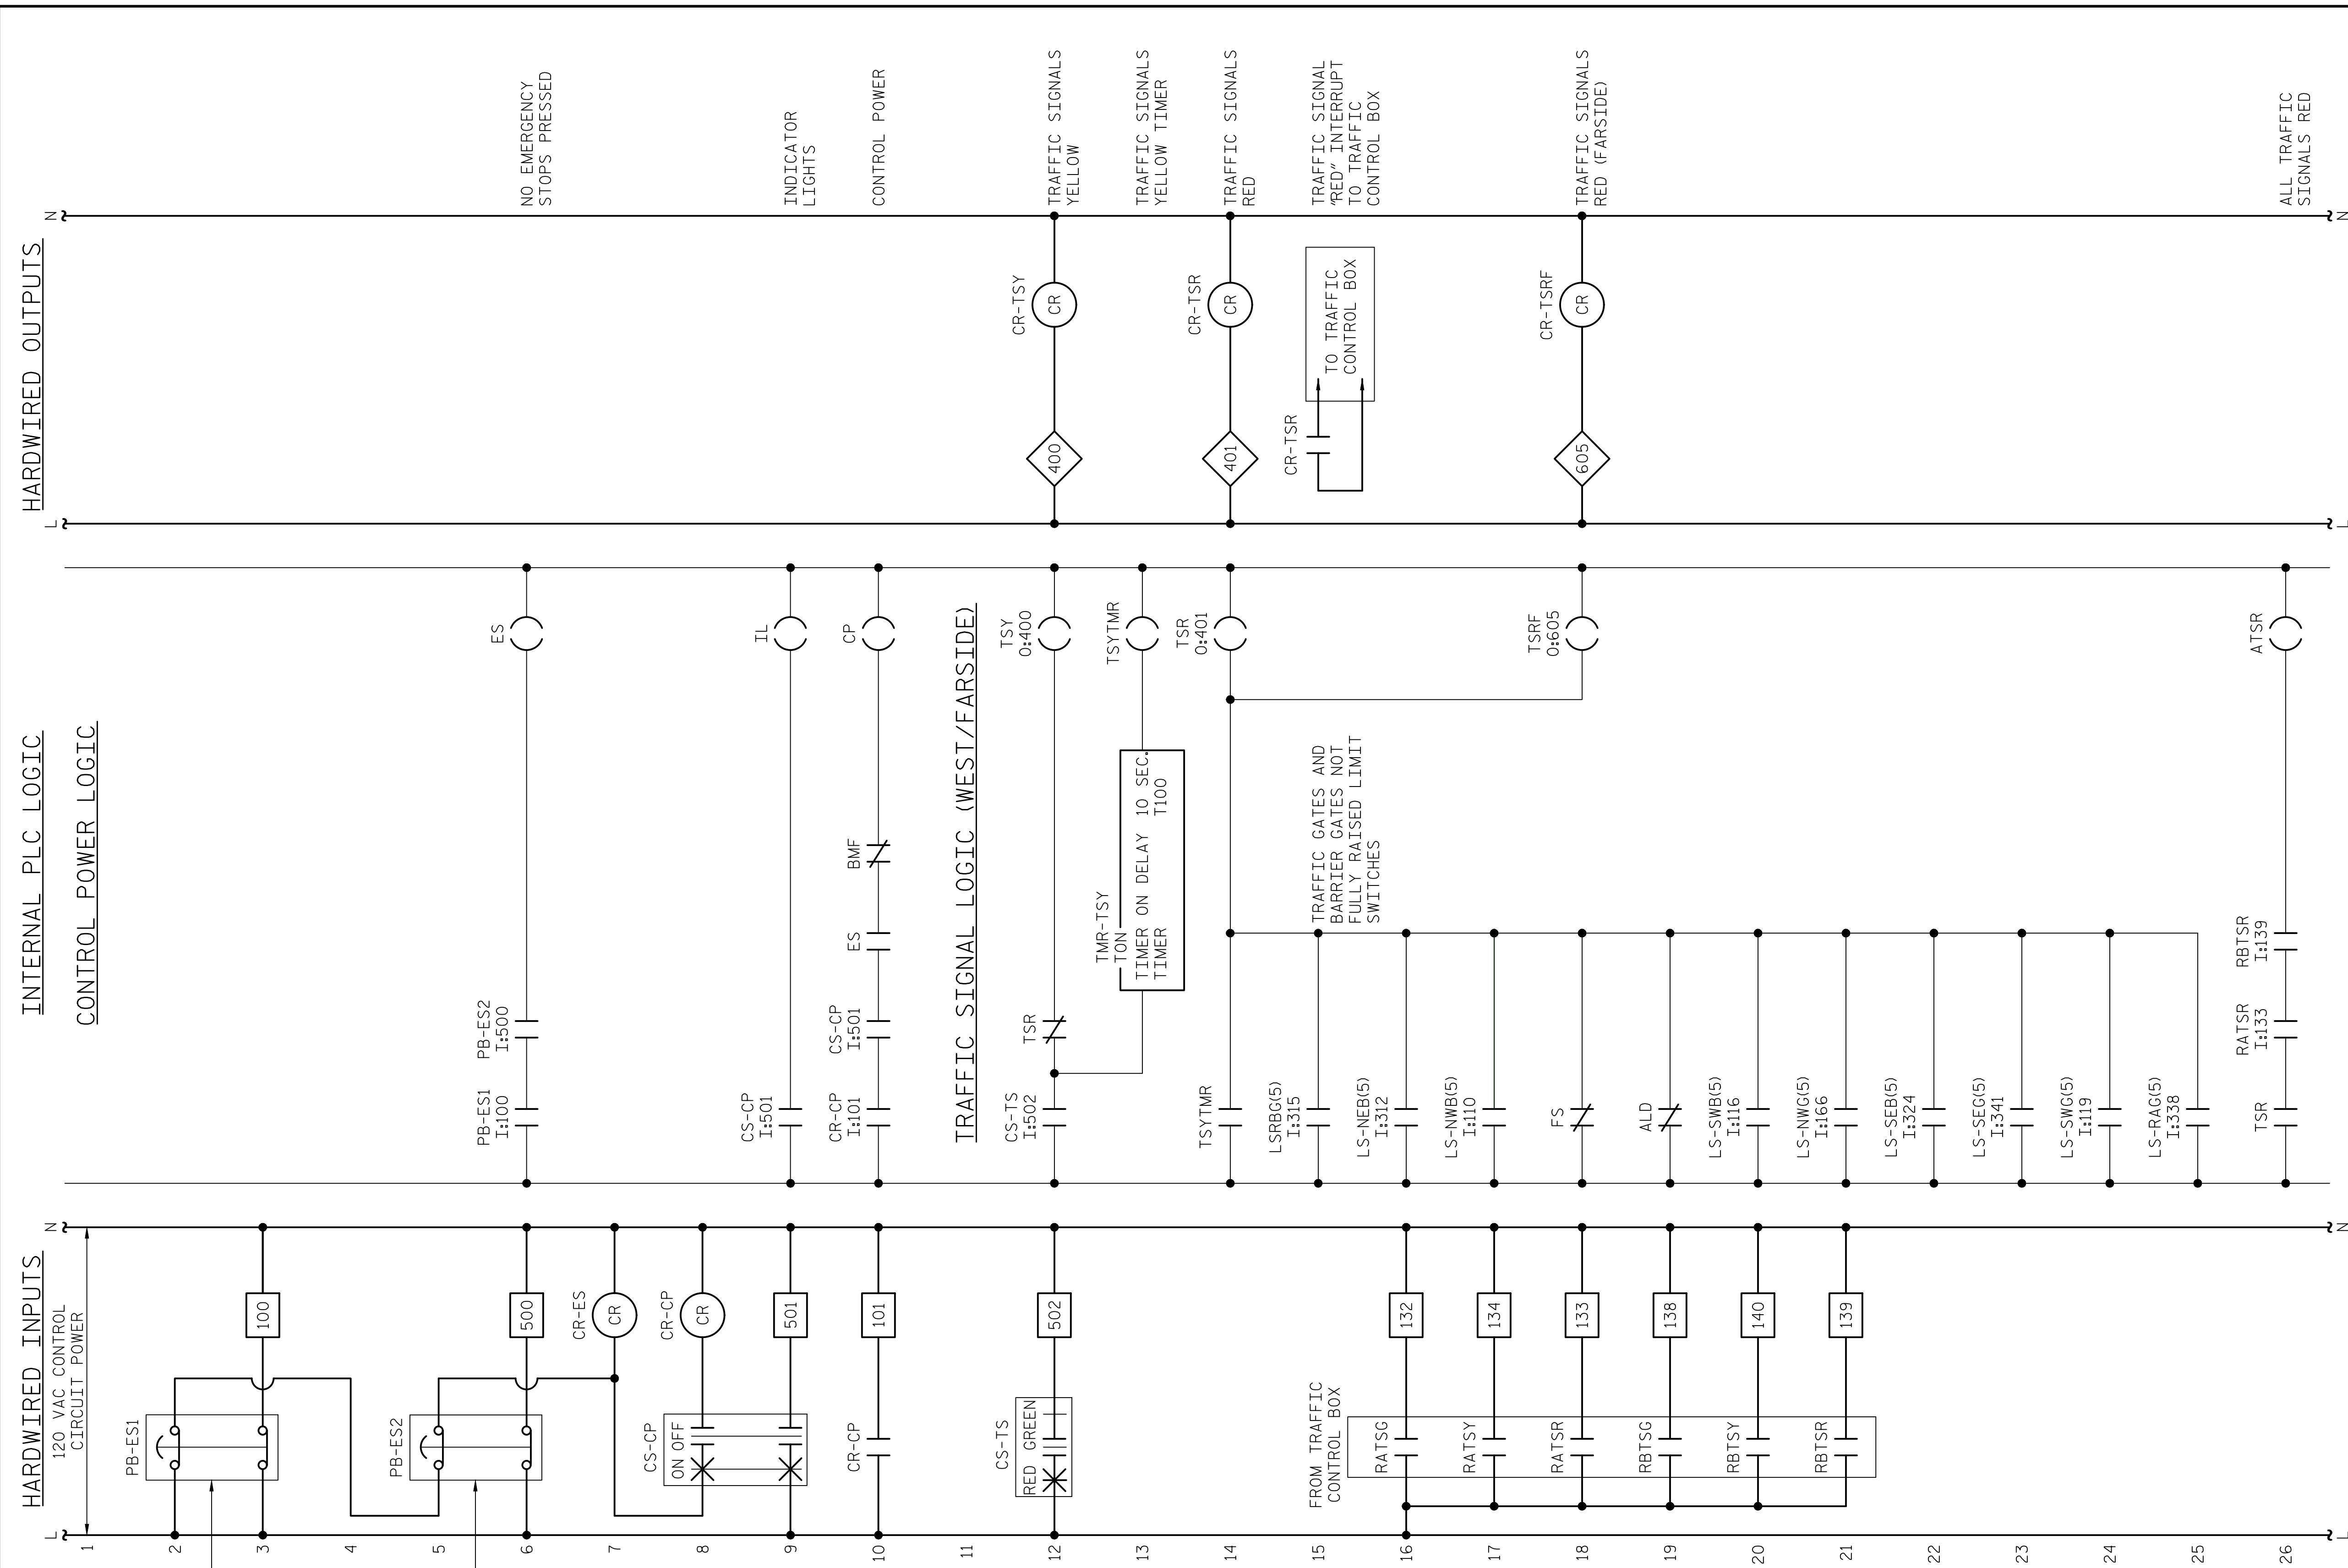 HARDWIRED INPUTS
120 VAC CONTROL
CIRCUIT POWER
L
N
INTERNAL PLC LOGIC
CONTROL POWER LOGIC
HARDWIRED OUTPUTS
L
N
1
2
PB-ES1
3
100
4
5
PB-ES2
6
500
PB-ES1
I:100
PB-ES2
I:500
ES
NO EMERGENCY
STOPS PRESSED
7
CR-ES
CR
8
CS-CP
ON OFF
CR-CP
CR
9
501
CS-CP
I:501
IL
INDICATOR
LIGHTS
10
CR-CP
101
CR-CP
I:101
CS-CP
I:501
ES
BMF
CP
CONTROL POWER
11
TRAFFIC SIGNAL LOGIC (WEST/FARSIDE)
12
CS-TS
RED GREEN
502
CS-TS
I:502
TSR
TSY
O:400
400
CR-TSY
CR
TRAFFIC SIGNALS
YELLOW
13
TMR-TSY
TON
TIMER ON DELAY 10 SEC.
TIMER T100
TSYTMR
TRAFFIC SIGNALS
YELLOW TIMER
14
TSYTMR
TSR
O:401
401
CR-TSR
CR
TRAFFIC SIGNALS
RED
15
FROM TRAFFIC
CONTROL BOX
LSRBG(5)
I:315
TRAFFIC GATES AND
BARRIER GATES NOT
FULLY RAISED LIMIT
SWITCHES
CR-TSR
TO TRAFFIC
CONTROL BOX
TRAFFIC SIGNAL
"RED" INTERRUPT
TO TRAFFIC
CONTROL BOX
16
RATSG
132
LS-NEB(5)
I:312
17
RATSY
134
LS-NWB(5)
I:110
18
RATSR
133
FS
TSRF
O:605
605
CR-TSRF
CR
TRAFFIC SIGNALS
RED (FARSIDE)
19
RBTSG
138
ALD
20
RBTSY
140
LS-SWB(5)
I:116
21
RBTSR
139
LS-NWG(5)
I:166
22
LS-SEB(5)
I:324
23
LS-SEG(5)
I:341
24
LS-SWG(5)
I:119
25
LS-RAG(5)
I:338
26
TSR
RATSR
I:133
RBTSR
I:139
ATSR
ALL TRAFFIC
SIGNALS RED
L
N
L
N